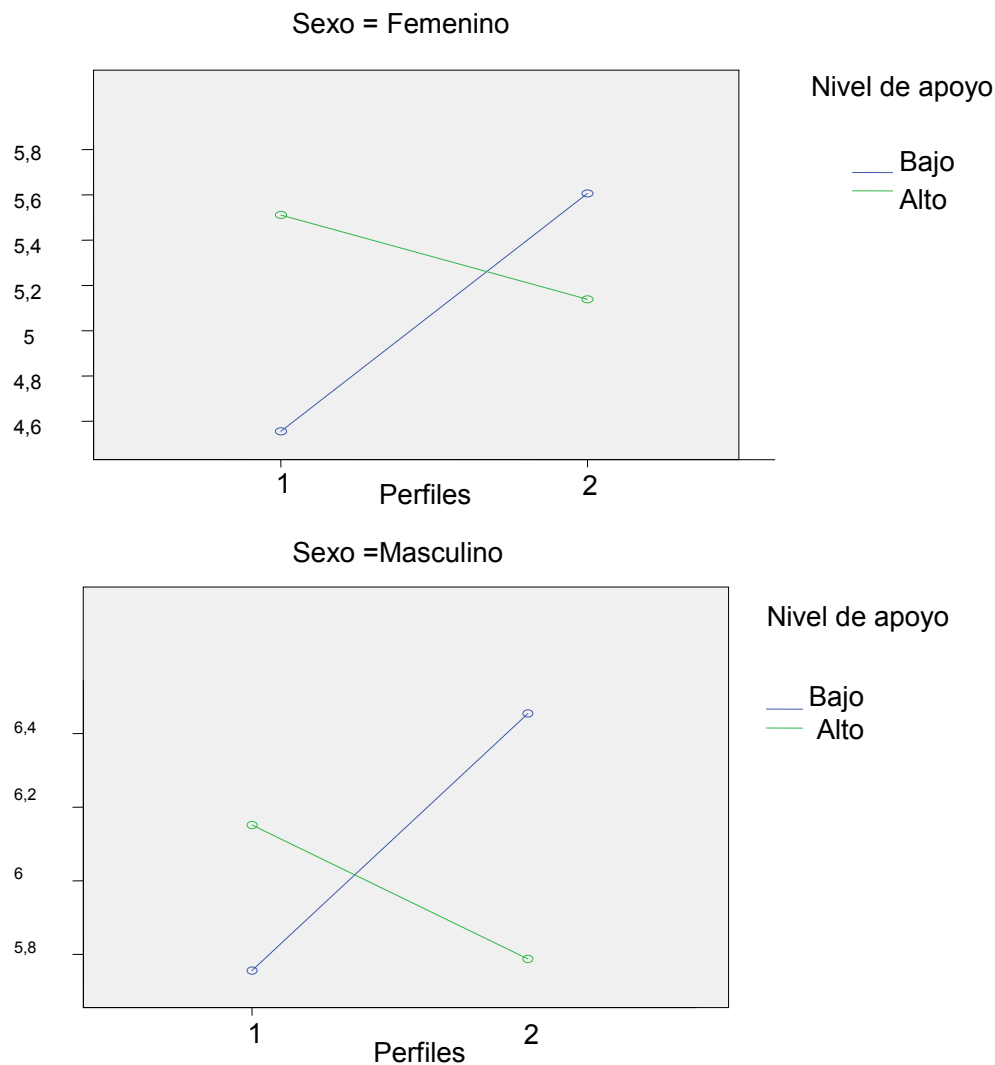 Sexo = Femenino
Nivel de apoyo
Bajo
Alto
5,8
5,6
5,4
5,2
5
4,8
4,6
1
2
Perfiles
Sexo =Masculino
Nivel de apoyo
Bajo
Alto
6,4
6,2
6
5,8
1
2
Perfiles